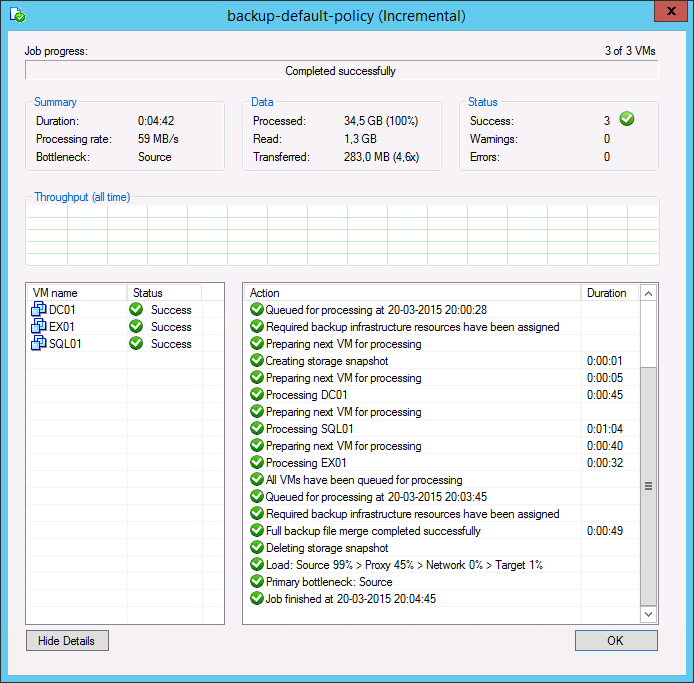 backup-default-policy (Incremental)
x
Job progress: 3 of 3 VMs
Completed successfully
Summary
Duration: 0:04:42
Processing rate: 59 MB/s
Bottleneck: Source
Data
Processed: 34,5 GB (100%)
Read: 1,3 GB
Transferred: 283,0 MB (4,6x)
Status
Success: 3
Warnings: 0
Errors: 0
Throughput (all time)
VM name Status
DC01 Success
EX01 Success
SQL01 Success
Action Duration
Queued for processing at 20-03-2015 20:00:28
Required backup infrastructure resources have been assigned
Preparing next VM for processing
Creating storage snapshot 0:00:01
Preparing next VM for processing 0:00:05
Processing DC01 0:00:45
Preparing next VM for processing
Processing SQL01 0:01:04
Preparing next VM for processing 0:00:40
Processing EX01 0:00:32
All VMs have been queued for processing
Queued for processing at 20-03-2015 20:03:45
Required backup infrastructure resources have been assigned
Full backup file merge completed successfully 0:00:49
Deleting storage snapshot
Load: Source 99% > Proxy 45% > Network 0% > Target 1%
Primary bottleneck: Source
Job finished at 20-03-2015 20:04:45
Hide Details
OK